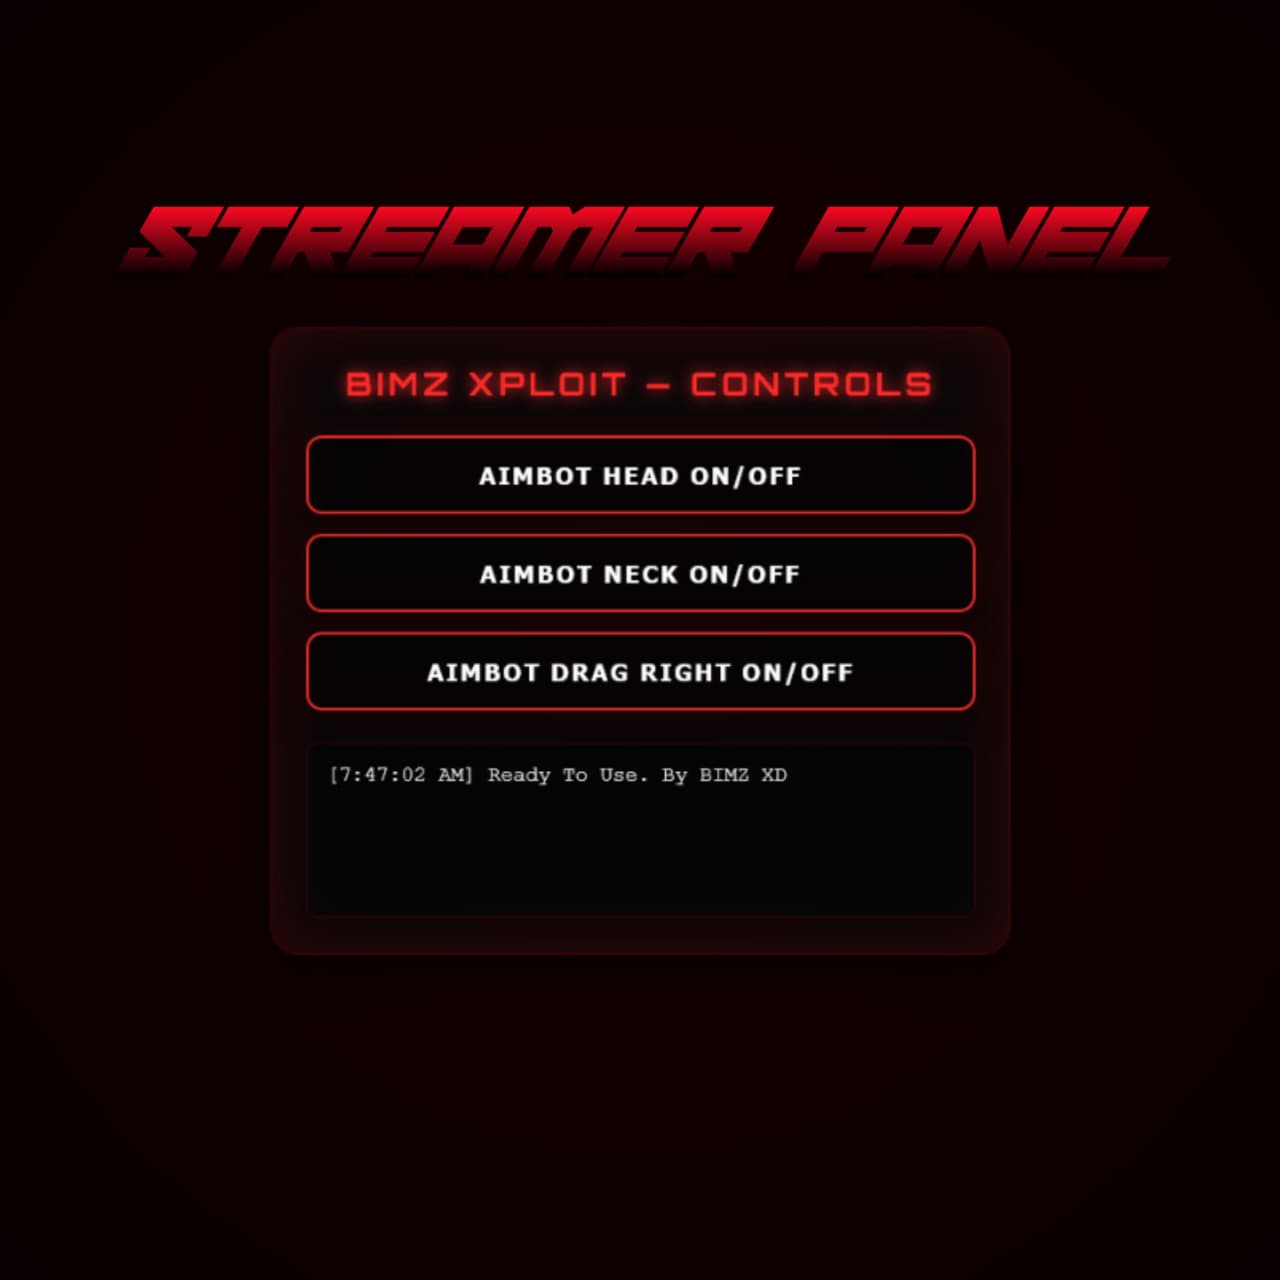 STREAMER PANEL
BIMZ XPLOIT – CONTROLS
AIMBOT HEAD ON/OFF
AIMBOT NECK ON/OFF
AIMBOT DRAG RIGHT ON/OFF
[7:47:02 AM] Ready To Use. By BIMZ XD